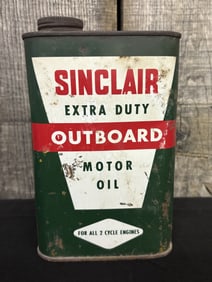 SINCLAIR
EXTRA DUTY
OUTBOARD
MOTOR
OIL
FOR ALL 2 CYCLE ENGINES